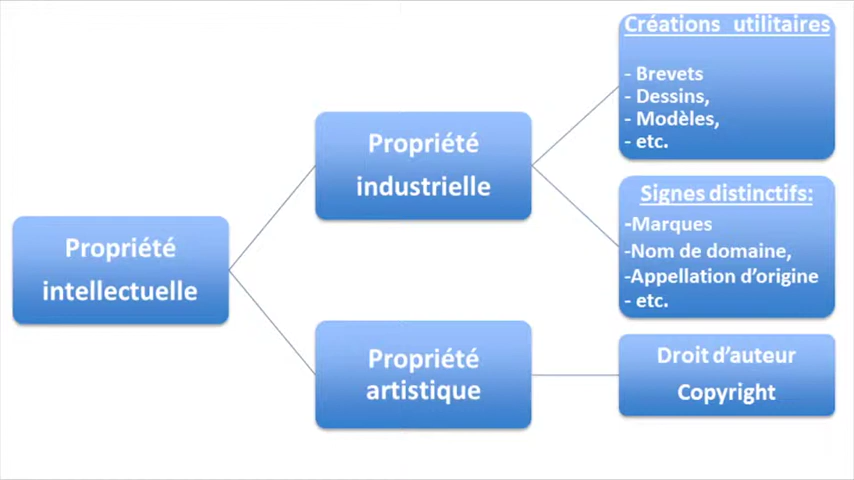 Propriété
intellectuelle
Propriété
industrielle
Créations utilitaires
- Brevets
- Dessins,
- Modèles,
- etc.
Signes distinctifs:
-Marques
-Nom de domaine,
-Appellation d'origine
- etc.
Propriété
artistique
Droit d'auteur
Copyright